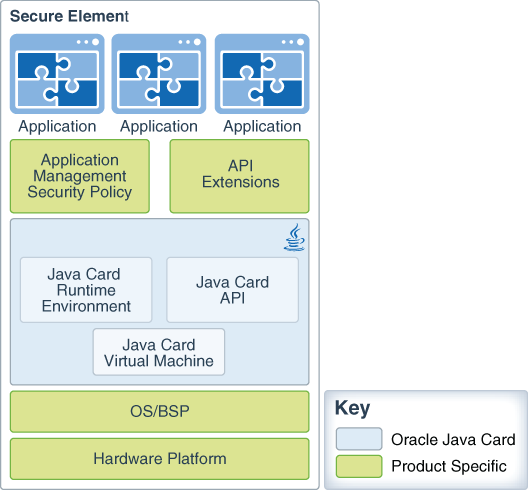 Secure Element
Application
Application
Application
Application
Management
Security Policy
API
Extensions
Java Card
Runtime
Environment
Java Card
API
Java Card
Virtual Machine
OS/BSP
Hardware Platform
Key
Oracle Java Card
Product Specific